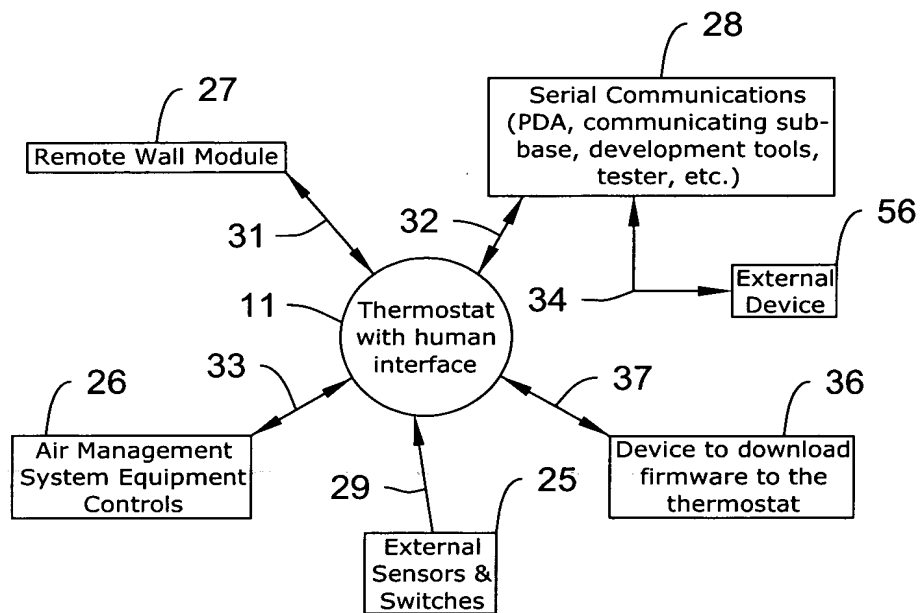 28
27
Serial Communications
(PDA, communicating sub-
base, development tools,
tester, etc.)
Remote Wall Module
31
32
56
External
Device
34
11
Thermostat
with human
interface
33
37
26
36
Air Management
System Equipment
Controls
Device to download
firmware to the
thermostat
29
25
External
Sensors &
Switches